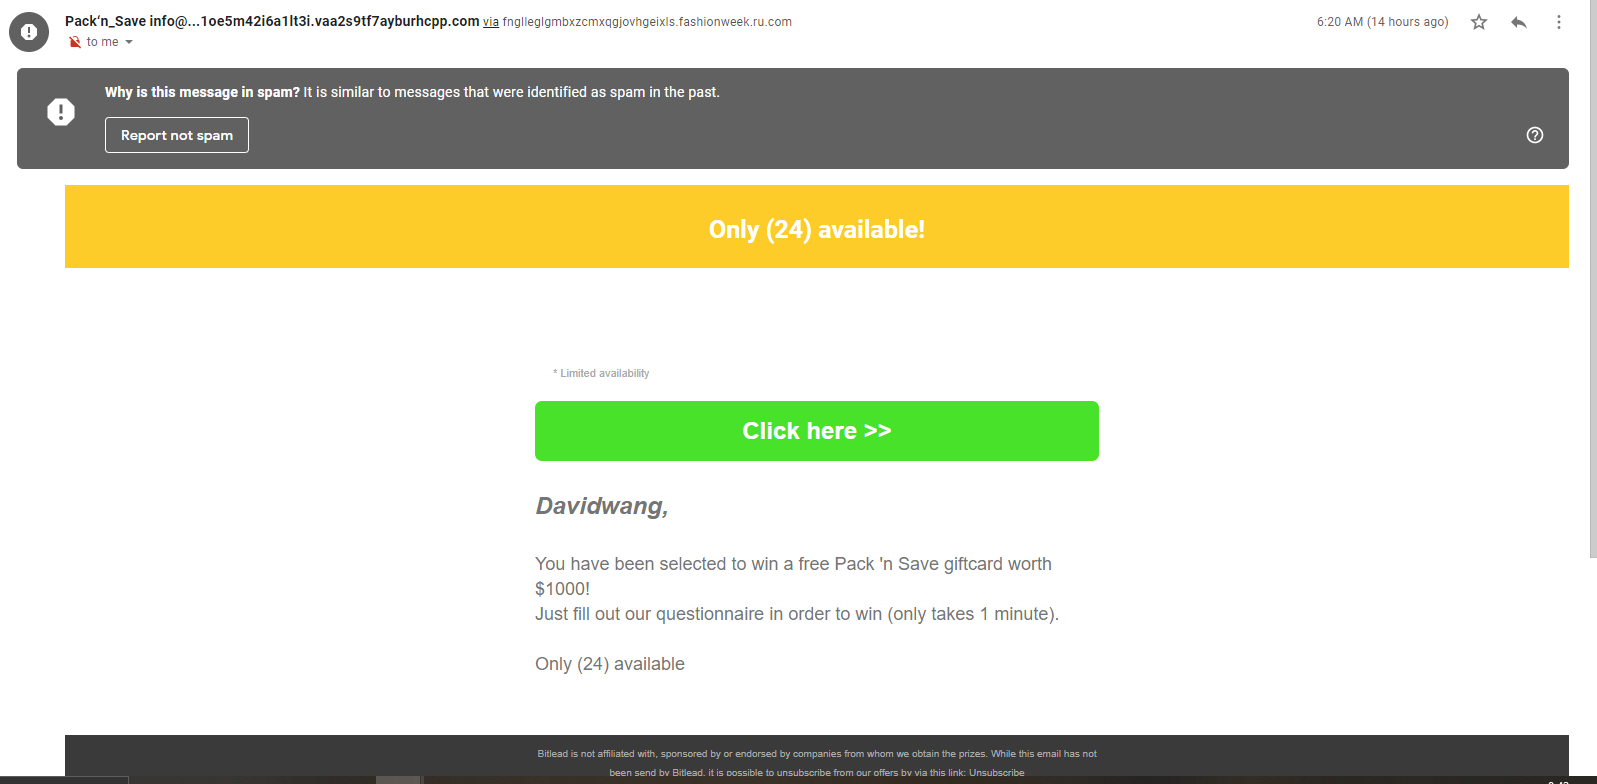 Pack‘n_Save info@...1oe5m42i6a1lt3i.vaa2s9tf7ayburhcpp.com via fnglleglgmbxzcmxqgjovhgeixls.fashionweek.ru.com
6:20 AM (14 hours ago)
to me
Why is this message in spam? It is similar to messages that were identified as spam in the past.
Report not spam
Only (24) available!
* Limited availability
Click here >>
Davidwang,
You have been selected to win a free Pack 'n Save giftcard worth
$1000!
Just fill out our questionnaire in order to win (only takes 1 minute).
Only (24) available
Bitlead is not affiliated with, sponsored by or endorsed by companies from whom we obtain the prizes. While this email has not
been send by Bitlead, it is possible to unsubscribe from our offers by via this link: Unsubscribe